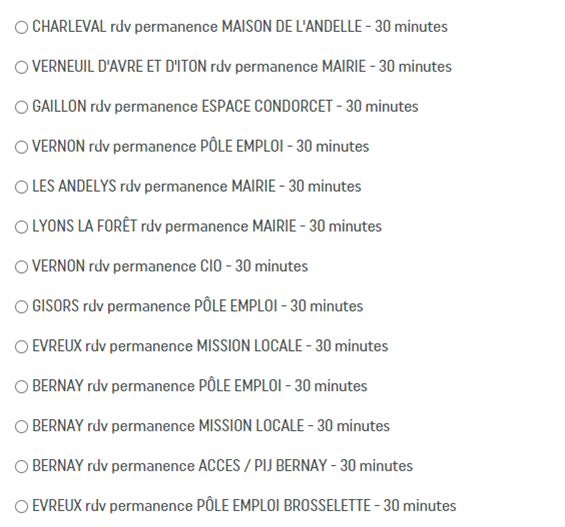 CHARLEVAL rdv permanence MAISON DE L'ANDELLE - 30 minutes
VERNEUIL D'AVRE ET D'ITON rdv permanence MAIRIE - 30 minutes
GAILLON rdv permanence ESPACE CONDORCET - 30 minutes
VERNON rdv permanence PÔLE EMPLOI - 30 minutes
LES ANDELYS rdv permanence MAIRIE - 30 minutes
LYONS LA FORÊT rdv permanence MAIRIE - 30 minutes
VERNON rdv permanence CIO - 30 minutes
GISORS rdv permanence PÔLE EMPLOI - 30 minutes
EVREUX rdv permanence MISSION LOCALE - 30 minutes
BERNAY rdv permanence PÔLE EMPLOI - 30 minutes
BERNAY rdv permanence MISSION LOCALE - 30 minutes
BERNAY rdv permanence ACCES / PIJ BERNAY - 30 minutes
EVREUX rdv permanence PÔLE EMPLOI BROSSELETTE - 30 minutes